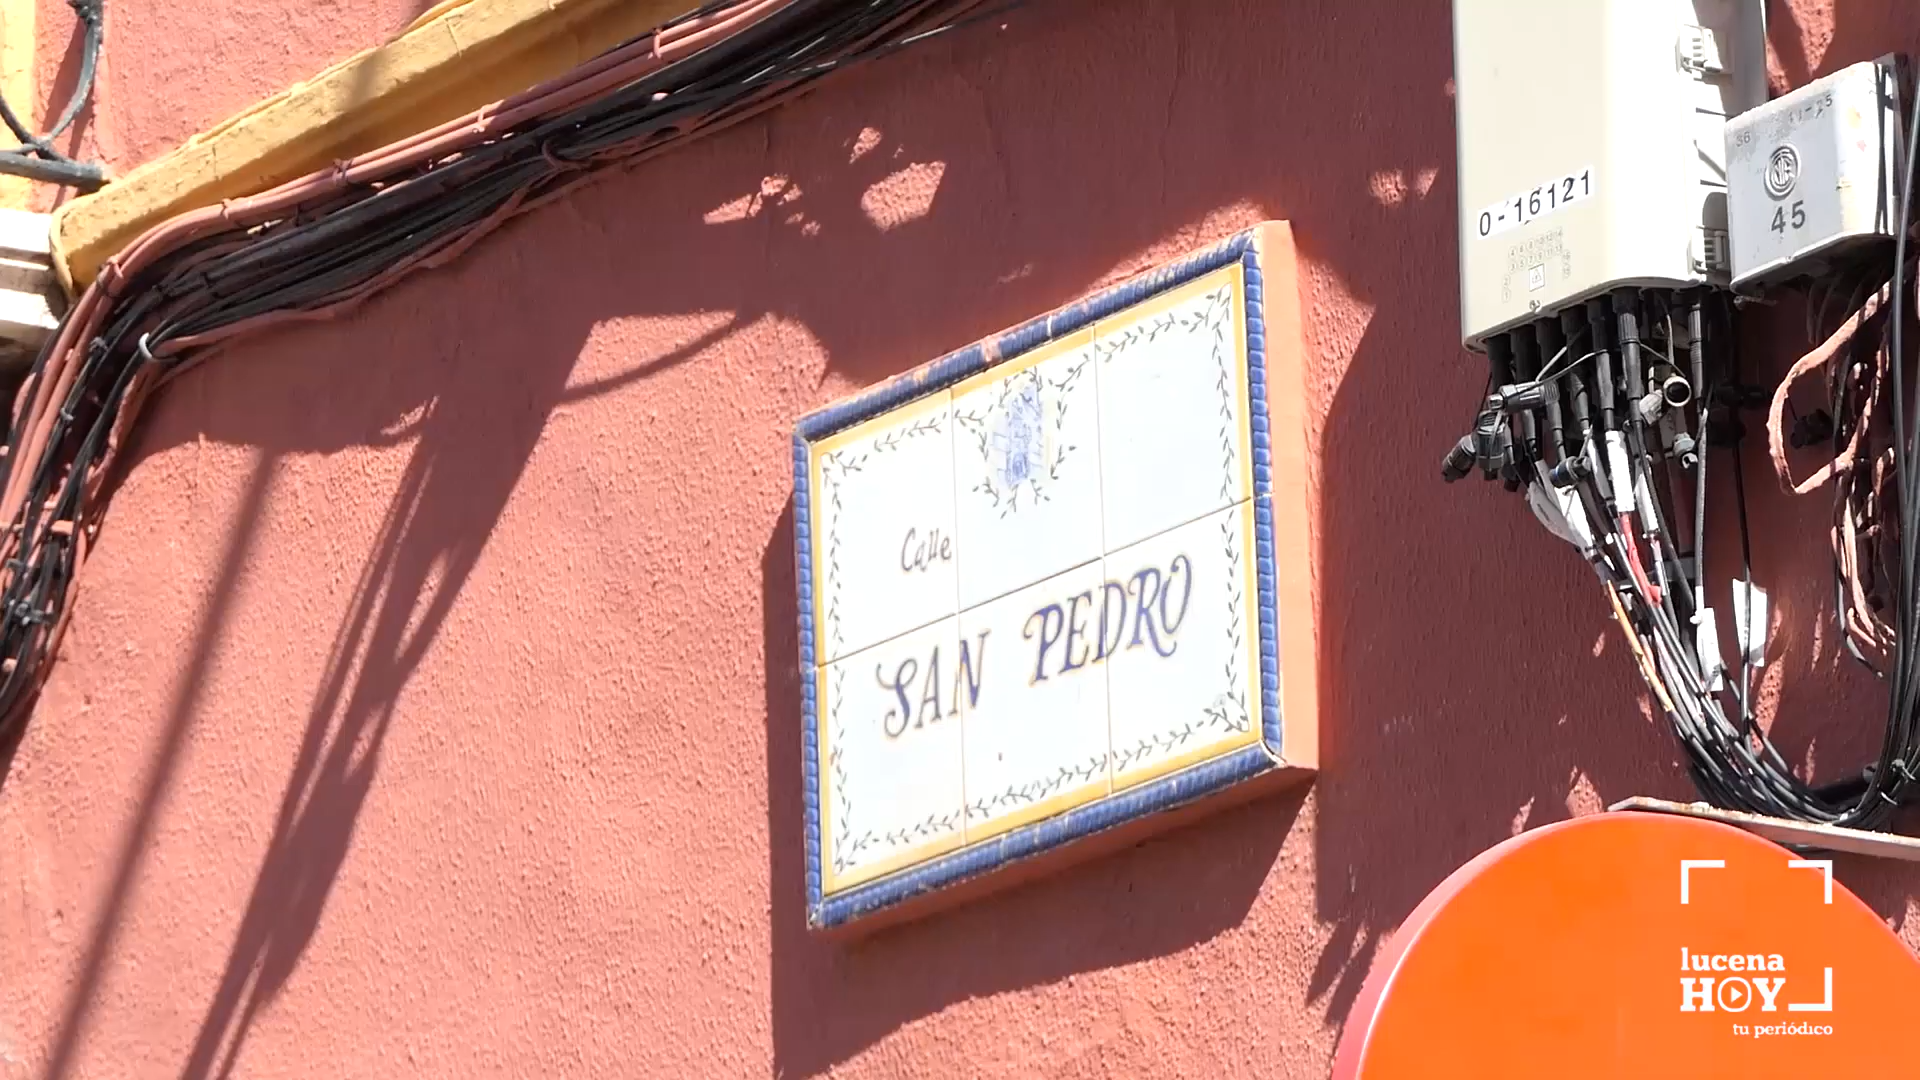 Calle
SAN PEDRO
0-16121
45
lucena
HOY
tu periódico